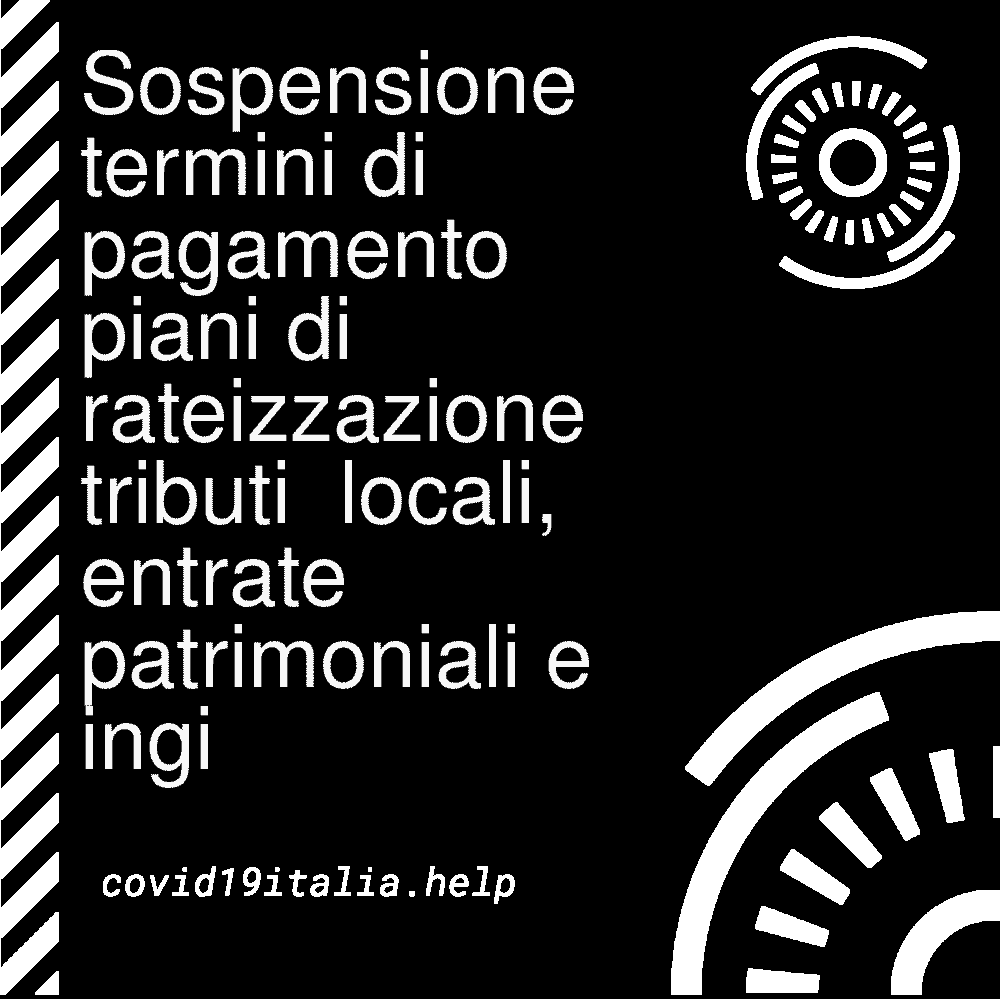 Sospensione
termini di
pagamento
piani di
rateizzazione
tributi  locali,
entrate
patrimoniali e
ingi
covid19italia.help